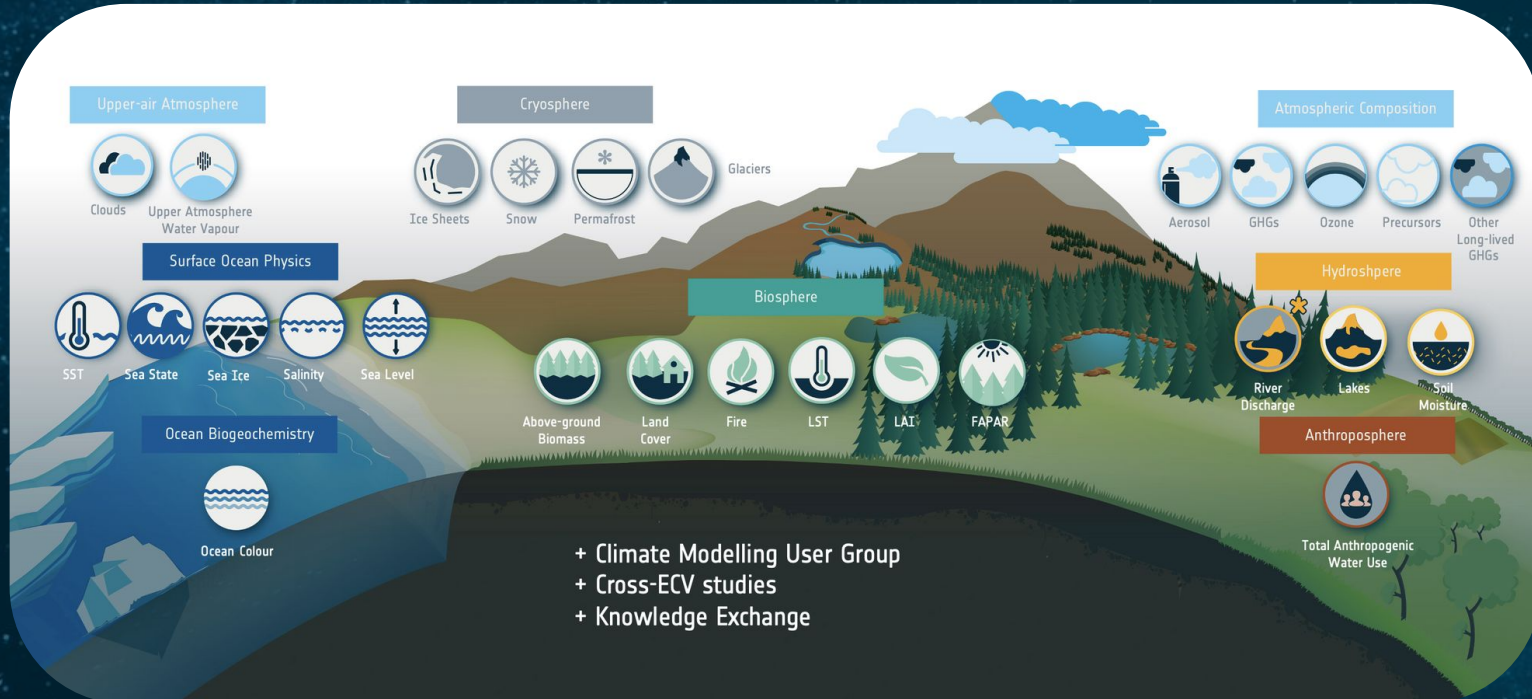 Upper-air Atmosphere
Clouds
Upper Atmosphere
Water Vapour
Cryosphere
Ice Sheets
Snow
Permafrost
Glaciers
Atmospheric Composition
Aerosol
GHGs
Ozone
Precursors
Other
Long-lived
GHGs
Surface Ocean Physics
SST
Sea State
Sea Ice
Salinity
Sea Level
Biosphere
Above-ground
Biomass
Land
Cover
Fire
LST
LAI
FAPAR
Hydroshpere
River
Discharge
Lakes
Soil
Moisture
Ocean Biogeochemistry
Ocean Colour
Anthroposphere
Total Anthropogenic
Water Use
+ Climate Modelling User Group
+ Cross-ECV studies
+ Knowledge Exchange